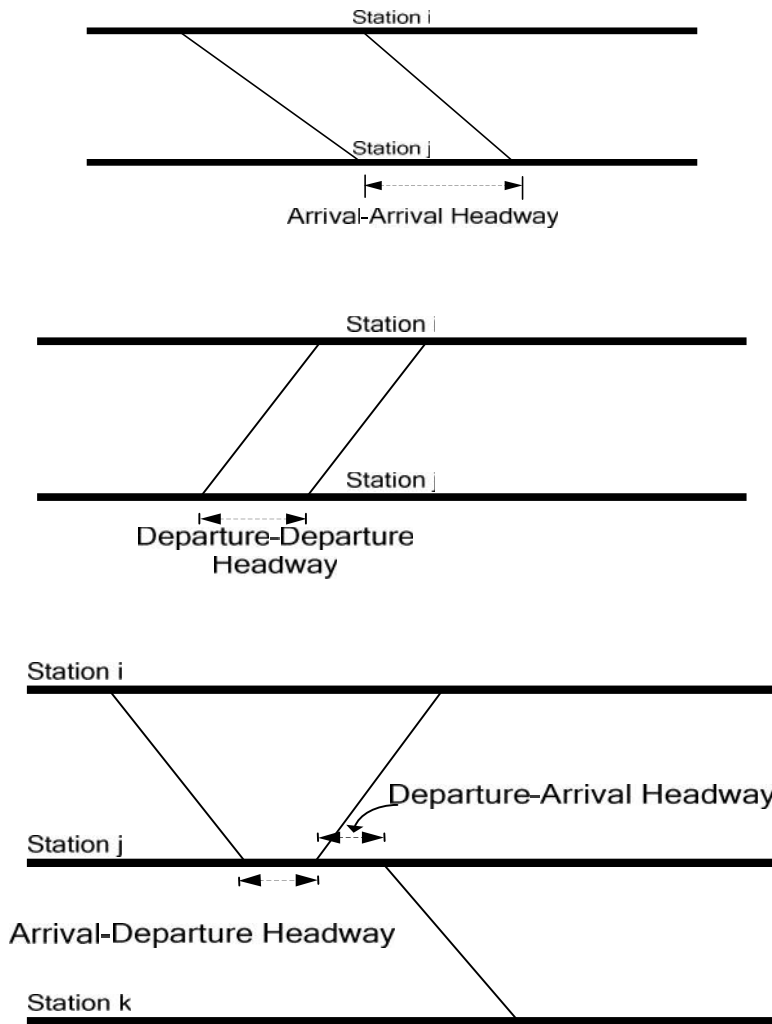 Station i
Station j
Arrival-Arrival Headway
Station i
Station j
Departure-Departure
Headway
Station i
Departure-Arrival Headway
Station j
Arrival-Departure Headway
Station k